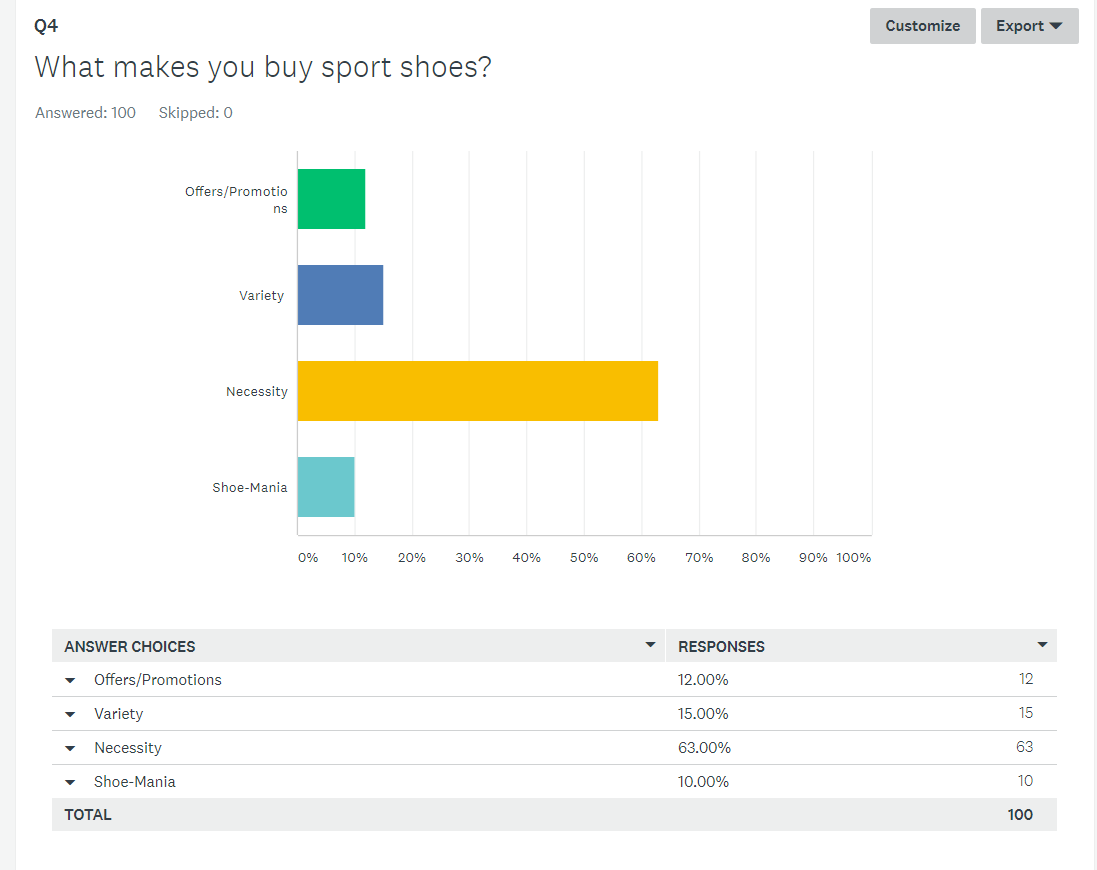 Q4
Customize
Export
What makes you buy sport shoes?
Answered: 100 Skipped: 0
Offers/Promotio
ns
Variety
Necessity
Shoe-Mania
0% 10% 20% 30% 40% 50% 60% 70% 80% 90% 100%
ANSWER CHOICES RESPONSES
Offers/Promotions 12.00% 12
Variety 15.00% 15
Necessity 63.00% 63
Shoe-Mania 10.00% 10
TOTAL 100